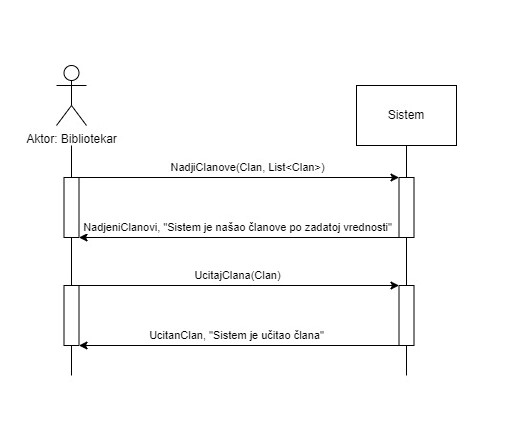 Aktor: Bibliotekar
Sistem
NadjiClanove(Clan, List<Clan>)
NadjeniClanovi, "Sistem je našao članove po zadatoj vrednosti"
UcitajClana(Clan)
UcitanClan, "Sistem je učitao člana"